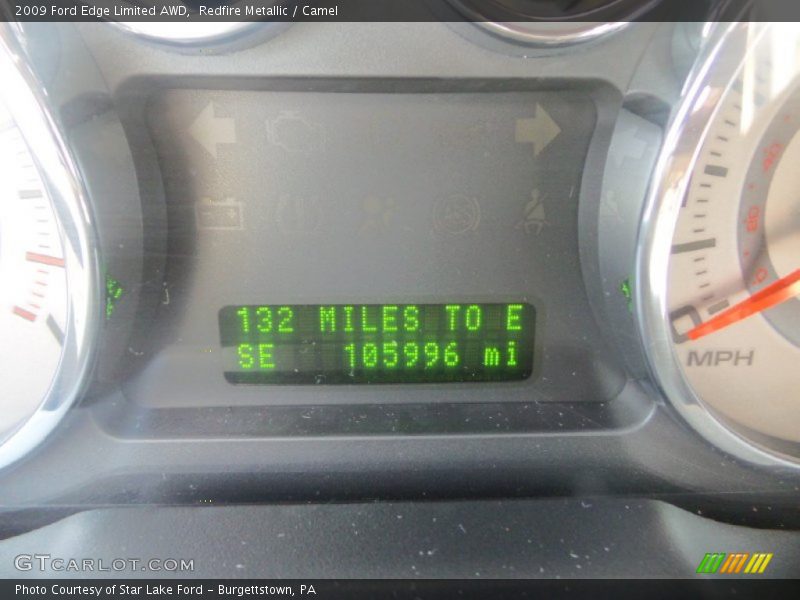 2009 Ford Edge Limited AWD,  Redfire Metallic / Camel
132 MILES TO E
SE 105996 mi
0
MPH
GTCARLOT.COM
Photo Courtesy of Star Lake Ford – Burgettstown, PA